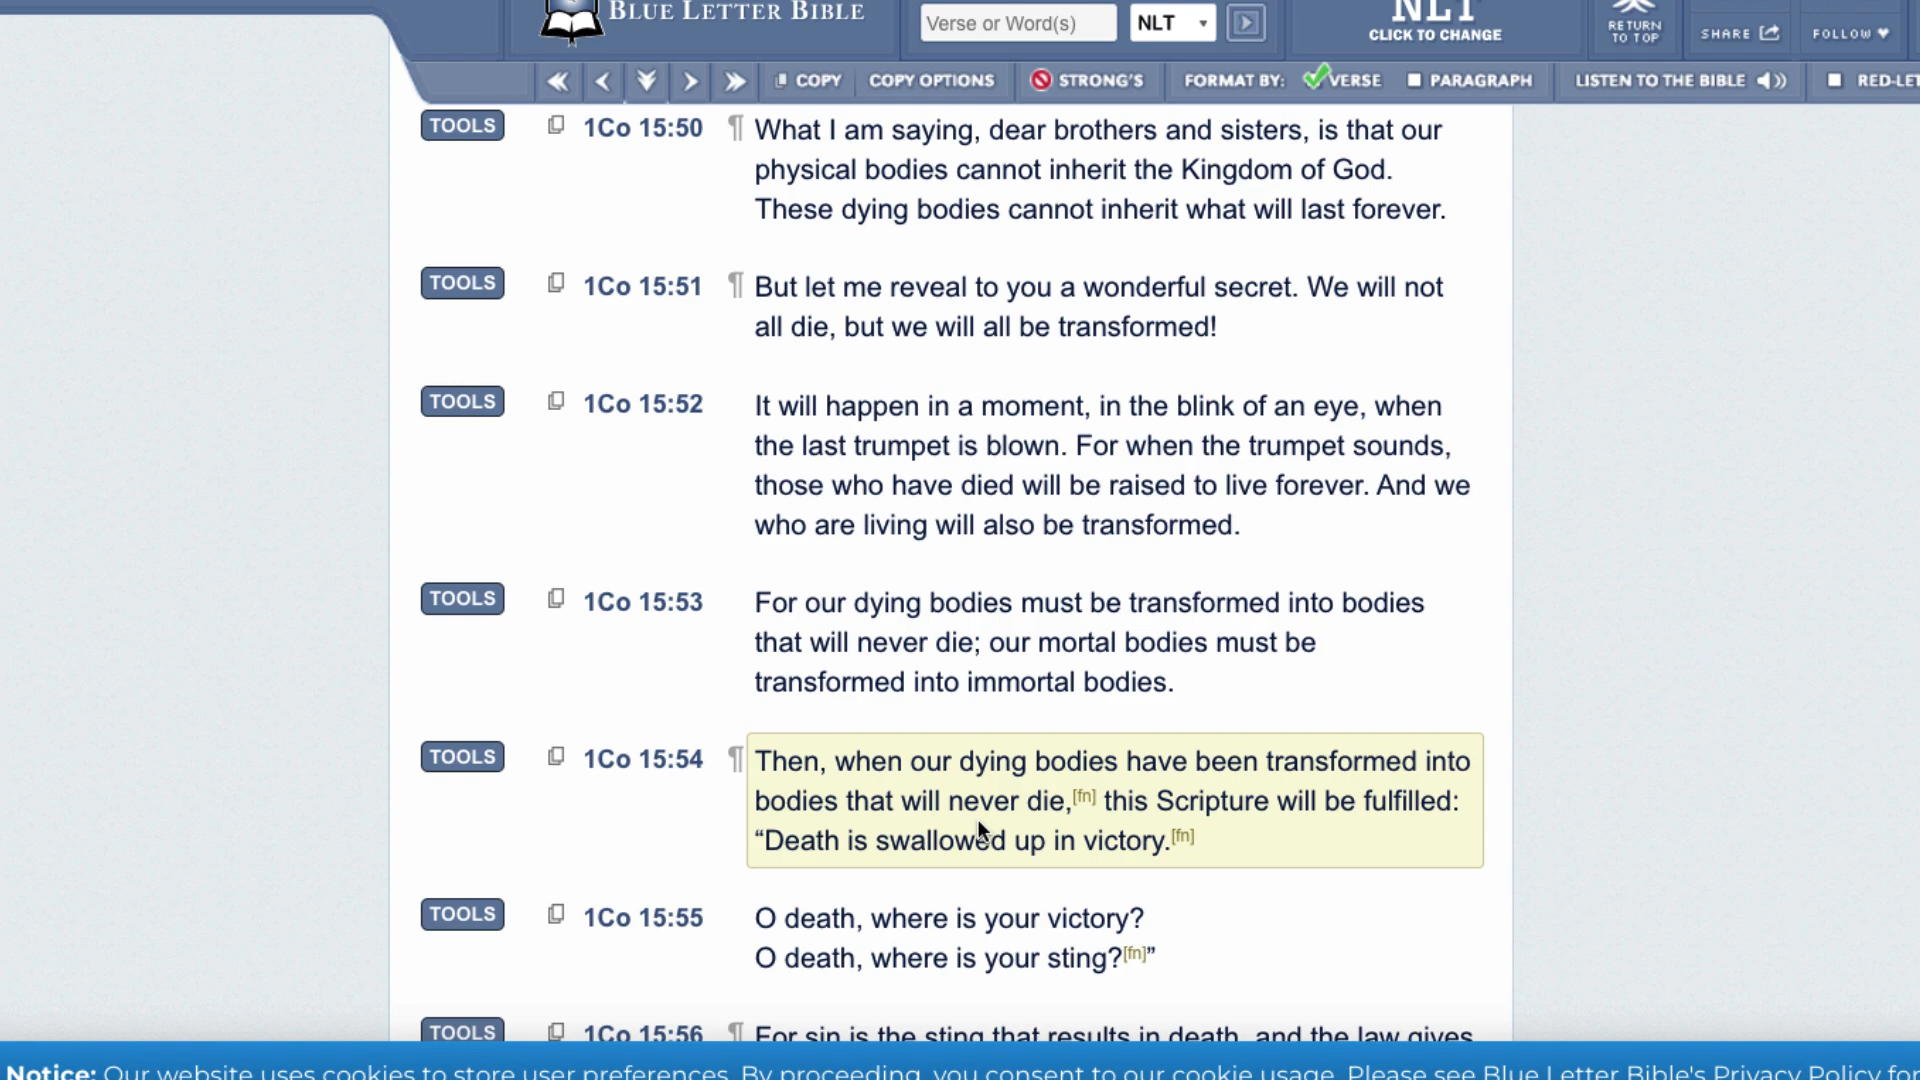 BLUE LETTER BIBLE
Verse or Word(s)
NLT
NLT
CLICK TO CHANGE
RETURN
TO TOP
SHARE
FOLLOW
COPY
COPY OPTIONS
STRONG'S
FORMAT BY:
VERSE
PARAGRAPH
LISTEN TO THE BIBLE
RED-LET
TOOLS
1Co 15:50
¶ What I am saying, dear brothers and sisters, is that our
physical bodies cannot inherit the Kingdom of God.
These dying bodies cannot inherit what will last forever.
TOOLS
1Co 15:51
¶ But let me reveal to you a wonderful secret. We will not
all die, but we will all be transformed!
TOOLS
1Co 15:52
It will happen in a moment, in the blink of an eye, when
the last trumpet is blown. For when the trumpet sounds,
those who have died will be raised to live forever. And we
who are living will also be transformed.
TOOLS
1Co 15:53
For our dying bodies must be transformed into bodies
that will never die; our mortal bodies must be
transformed into immortal bodies.
TOOLS
1Co 15:54
¶ Then, when our dying bodies have been transformed into
bodies that will never die,[fn] this Scripture will be fulfilled:
“Death is swallowed up in victory.[fn]
TOOLS
1Co 15:55
O death, where is your victory?
O death, where is your sting?[fn]”
TOOLS
1Co 15:56
¶ For sin is the sting that results in death, and the law gives
Notice: Our website uses cookies to store user preferences. By proceeding, you consent to our cookie usage. Please see Blue Letter Bible's Privacy Policy for